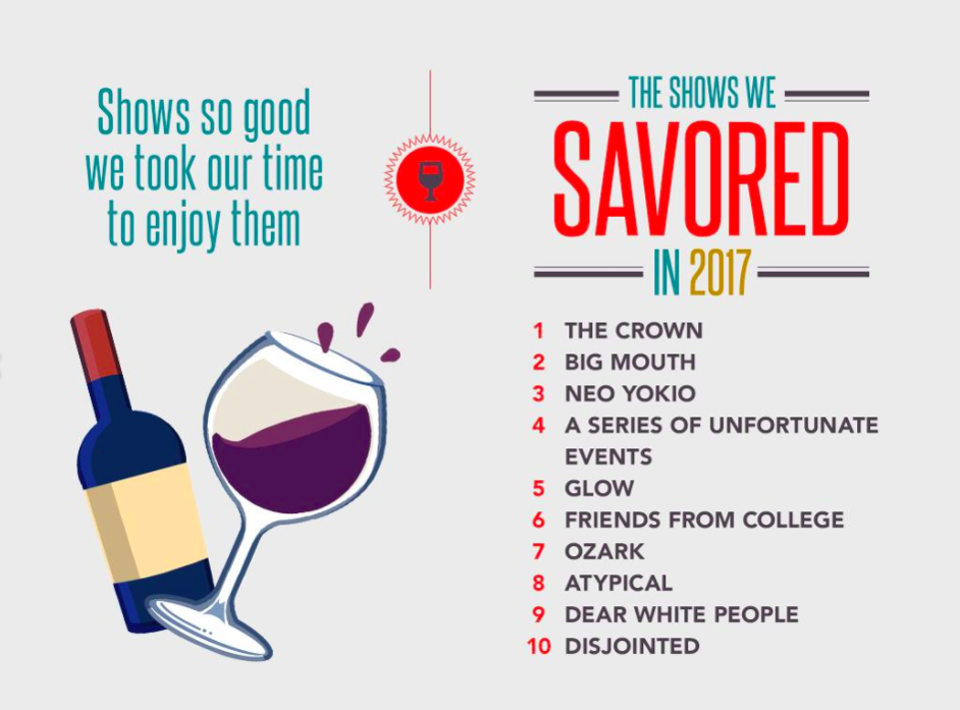 Shows so good
we took our time
to enjoy them
THE SHOWS WE
SAVORED
IN 2017
1 THE CROWN
2 BIG MOUTH
3 NEO YOKIO
4 A SERIES OF UNFORTUNATE
EVENTS
5 GLOW
6 FRIENDS FROM COLLEGE
7 OZARK
8 ATYPICAL
9 DEAR WHITE PEOPLE
10 DISJOINTED